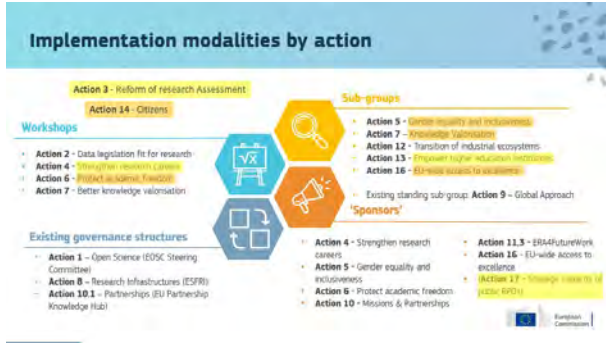 Implementation modalities by action
Action 3 - Reform of research Assessment
Action 14 - Citizens
Workshops
Action 2 - Data legislation fit for research
Action 4 - Strengthen research careers
Action 6 - Protect academic freedom
Action 7 - Better knowledge valorisation
Existing governance structures
Action 1 – Open Science (EOSC Steering
Committee)
Action 8 – Research Infrastructures (ESFRI)
Action 10.1 – Partnerships (EU Partnership
Knowledge Hub)
Sub-groups
Action 5 - Gender equality and inclusiveness
Action 7 – Knowledge Valorisation
Action 12 - Transition of industrial ecosystems
Action 13 - Empower higher education institutions
Action 16 - EU-wide access to excellence
Existing standing sub-group: Action 9 – Global Approach
'Sponsors'
Action 4 - Strengthen research
careers
Action 5 - Gender equality and
inclusiveness
Action 6 - Protect academic freedom
Action 10 - Missions & Partnerships
Action 11.3 - ERA4FutureWork
Action 16 - EU-wide access to
excellence
(Action 17 - Strategic capacity of
public RPOs)
√x
European
Commission